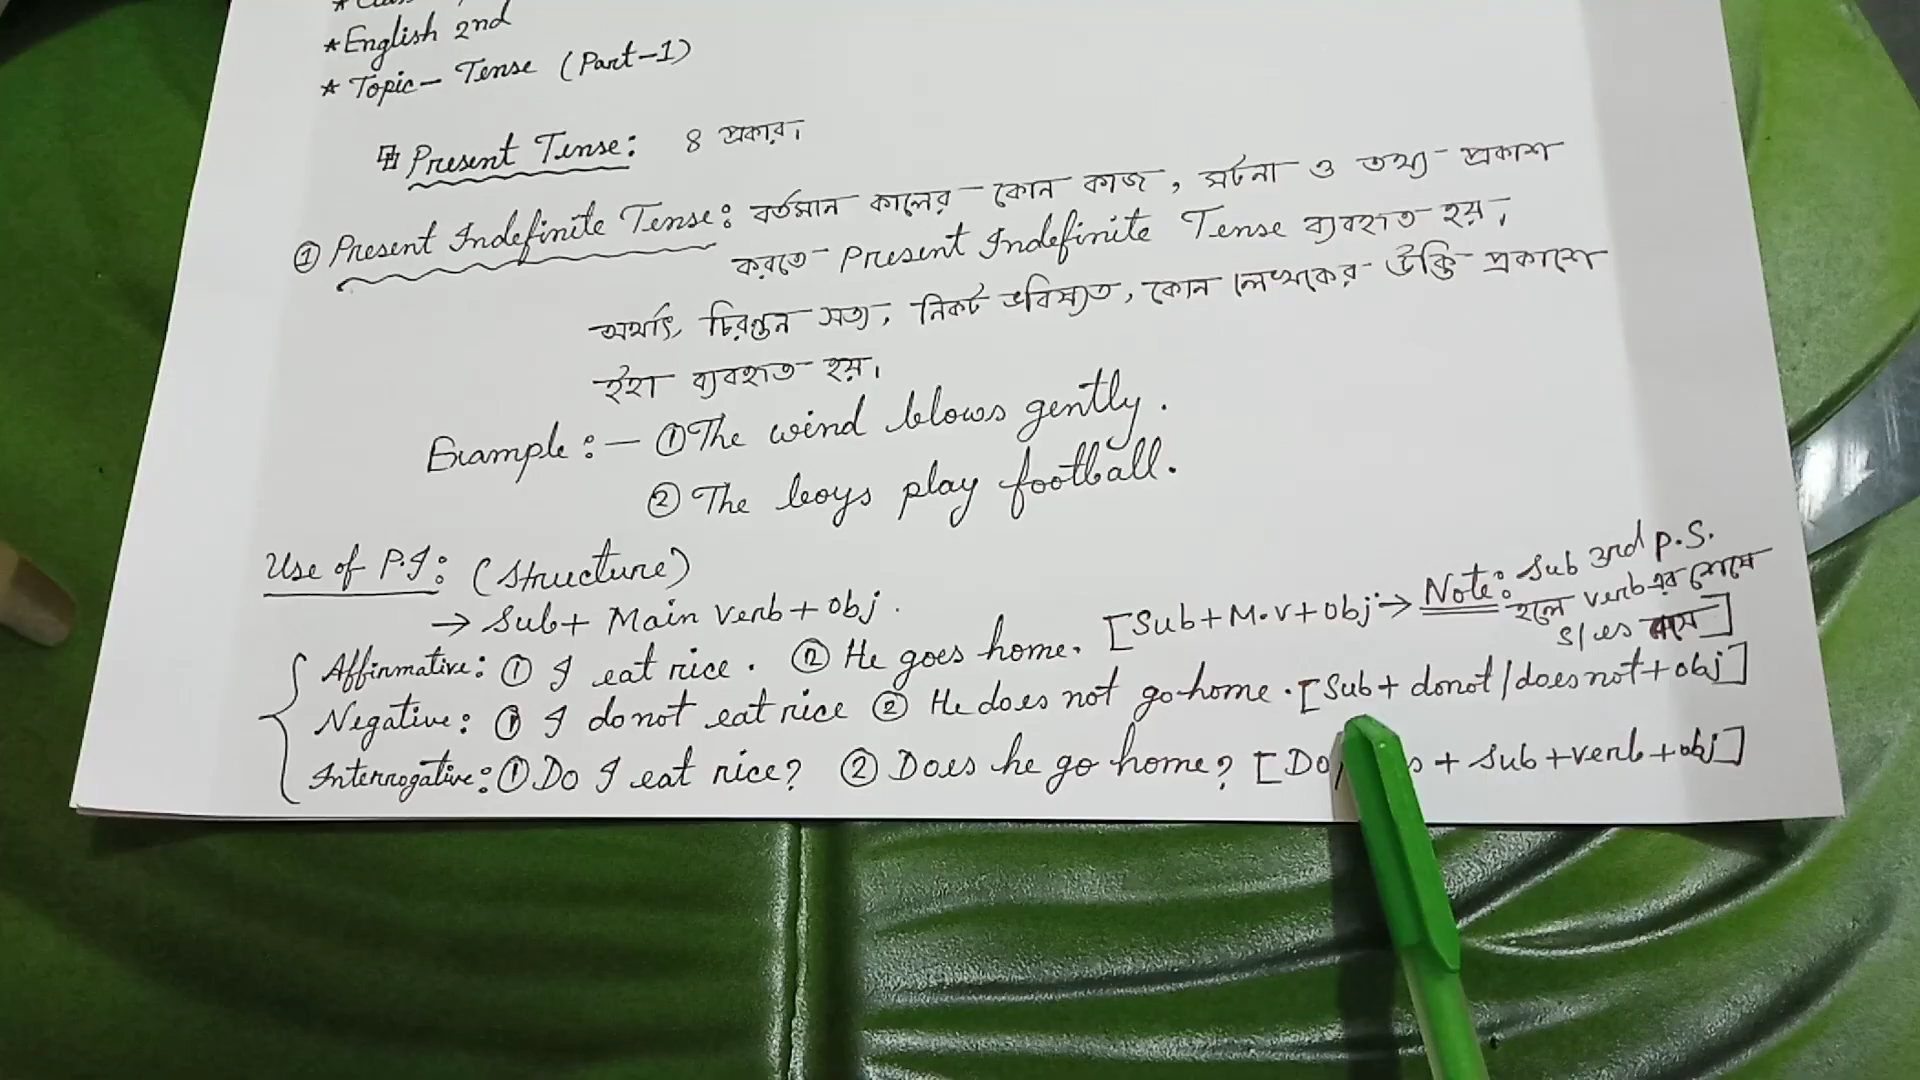 * English 2nd
* Topic - Tense (Part-1)
Present Tense: ৪ প্রকার।
① Present Indefinite Tense: বর্তমান কালের কোন কাজ, ঘটনা ও তথ্য প্রকাশ
করতে Present Indefinite Tense ব্যবহৃত হয়।
অর্থাৎ, চিরন্তন সত্য, নিকট ভবিষ্যত, কোন লেখকের উক্তি প্রকাশে
ইহা ব্যবহৃত হয়।
Example:- ① The wind blows gently.
② The boys play football.
Use of P.I: (Structure)
→ Sub + Main verb + obj.
Affirmative: ① I eat rice. ② He goes home. [Sub + M.v + obj → Note: Sub 3rd P.S.
হলে verb এর শেষে
s/es বসে]
Negative: ① I do not eat rice ② He does not go home. [Sub + donot/does not + obj]
Interrogative: ① Do I eat rice? ② Does he go home? [Do + Sub + verb + obj]